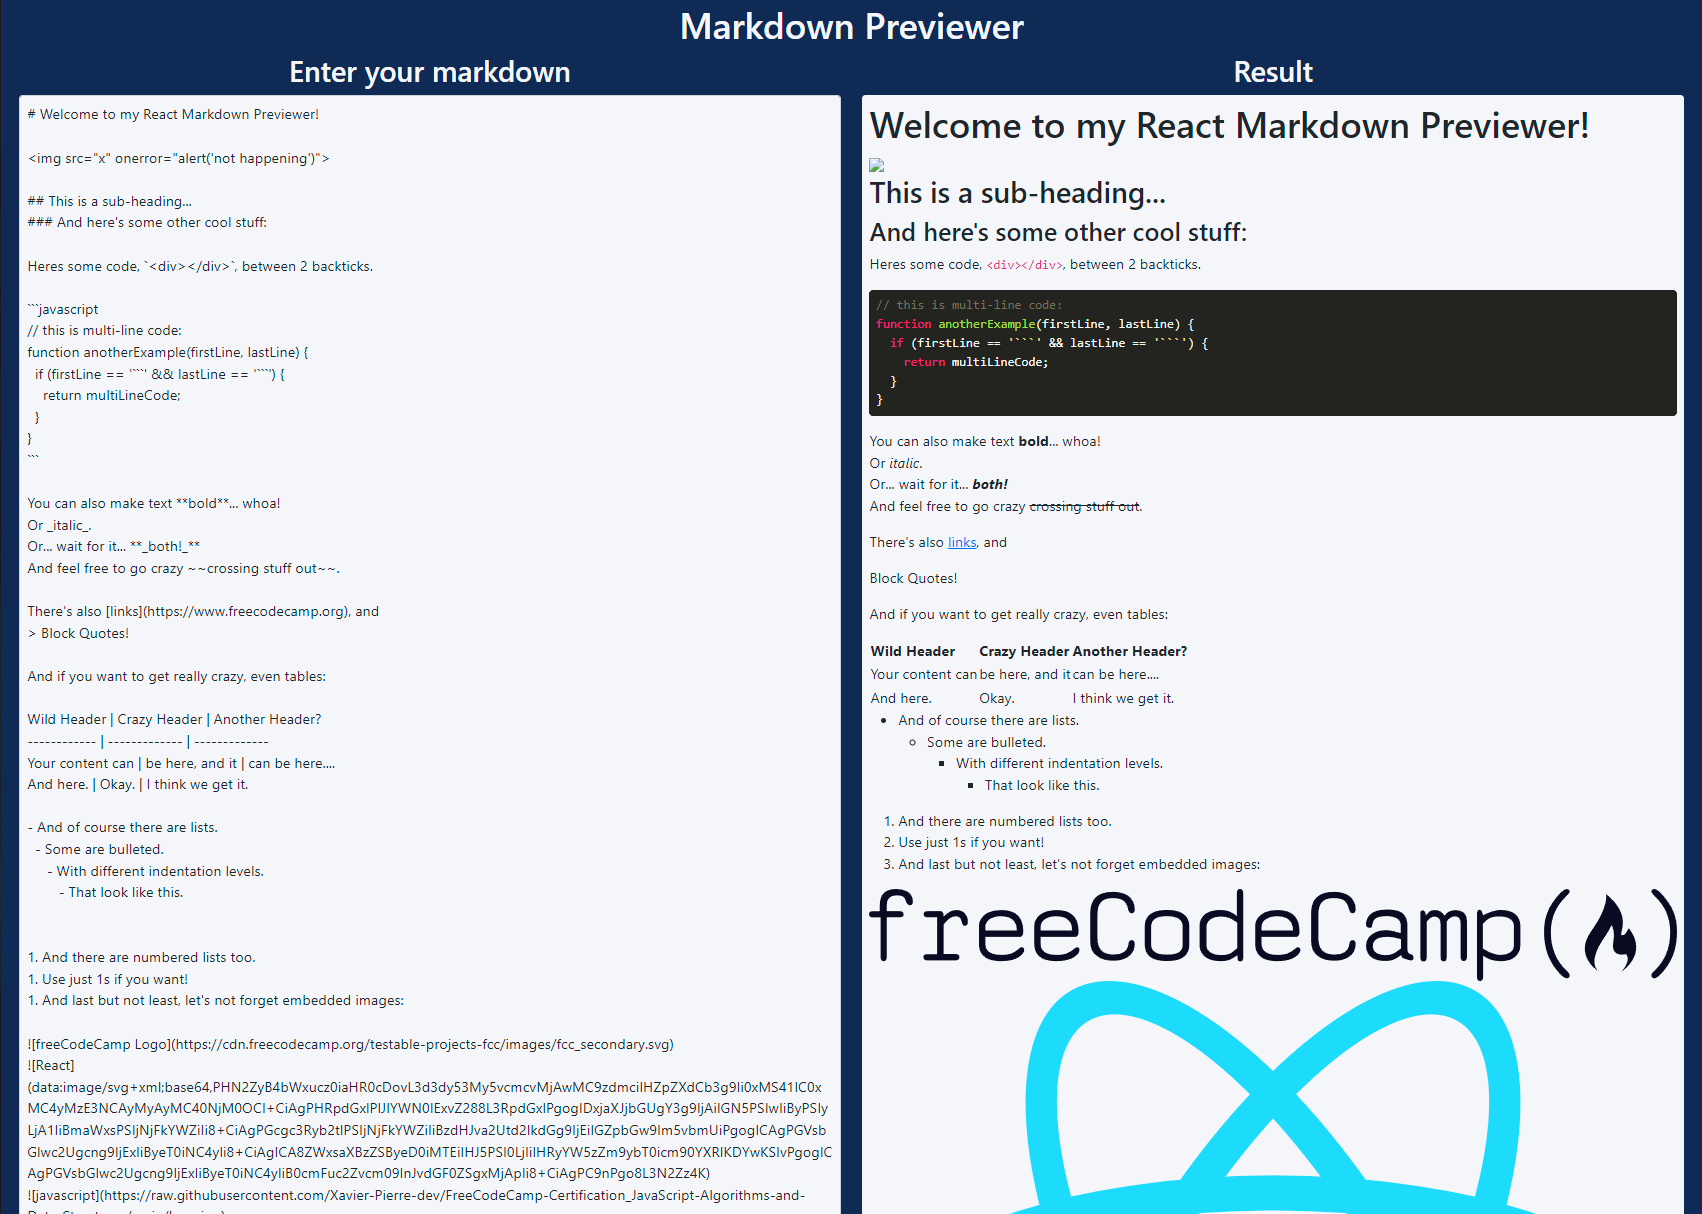 Markdown Previewer
Enter your markdown
# Welcome to my React Markdown Previewer!
<img src="x" onerror="alert('not happening')">
## This is a sub-heading...
### And here's some other cool stuff:
Heres some code, `<div></div>`, between 2 backticks.
```javascript
// this is multi-line code:
function anotherExample(firstLine, lastLine) {
if (firstLine == '```' && lastLine == '```') {
return multiLineCode;
}
}
```
You can also make text **bold**... whoa!
Or _italic_.
Or... wait for it... **_both!_**
And feel free to go crazy ~~crossing stuff out~~.
There's also [links](https://www.freecodecamp.org), and
> Block Quotes!
And if you want to get really crazy, even tables:
Wild Header | Crazy Header | Another Header?
------------ | ------------- | -------------
Your content can | be here, and it | can be here....
And here. | Okay. | I think we get it.
- And of course there are lists.
- Some are bulleted.
- With different indentation levels.
- That look like this.
1. And there are numbered lists too.
1. Use just 1s if you want!
1. And last but not least, let's not forget embedded images:
![freeCodeCamp Logo](https://cdn.freecodecamp.org/testable-projects-fcc/images/fcc_secondary.svg)
![React]
(data:image/svg+xml;base64,PHN2ZyB4bWxucz0iaHR0cDovL3d3dy53My5vcmcvMjAwMC9zdmciIHZpZXdCb3g9Ii0xMS41IC0x
MC4yMzE3NCAyMyAyMC40NjM0OCI+CiAgPHRpdGxlPlJlYWN0IExvZ288L3RpdGxlPgogIDxjaXJjbGUgY3g9IjAiIGN5PSIwIiByPSIy
LjA1IiBmaWxsPSIjNjFkYWZiIi8+CiAgPGcgc3Ryb2tlPSIjNjFkYWZiIiBzdHJva2Utd2lkdGg9IjEiIGZpbGw9Im5vbmUiPgogICAgPGVsb
Glwc2Ugcng9IjExIiByeT0iNC4yIi8+CiAgICA8ZWxsaXBzZSByeD0iMTEiIHJ5PSI0LjIiIHRyYW5zZm9ybT0icm90YXRlKDYwKSIvPgogIC
AgPGVsbGlwc2Ugcng9IjExIiByeT0iNC4yIiB0cmFuc2Zvcm09InJvdGF0ZSgxMjApIi8+CiAgPC9nPgo8L3N2Zz4K)
![javascript](https://raw.githubusercontent.com/Xavier-Pierre-dev/FreeCodeCamp-Certification_JavaScript-Algorithms-and-
Result
Welcome to my React Markdown Previewer!
This is a sub-heading...
And here's some other cool stuff:
Heres some code, <div></div>, between 2 backticks.
// this is multi-line code:
function anotherExample(firstLine, lastLine) {
if (firstLine == '```' && lastLine == '```') {
return multiLineCode;
}
}
You can also make text bold... whoa!
Or italic.
Or... wait for it... both!
And feel free to go crazy crossing stuff out.
There's also links, and
Block Quotes!
And if you want to get really crazy, even tables:
Wild Header Crazy Header Another Header?
Your content can be here, and it can be here....
And here. Okay. I think we get it.
• And of course there are lists.
◦ Some are bulleted.
▪ With different indentation levels.
▪ That look like this.
1. And there are numbered lists too.
2. Use just 1s if you want!
3. And last but not least, let's not forget embedded images:
freeCodeCamp( )